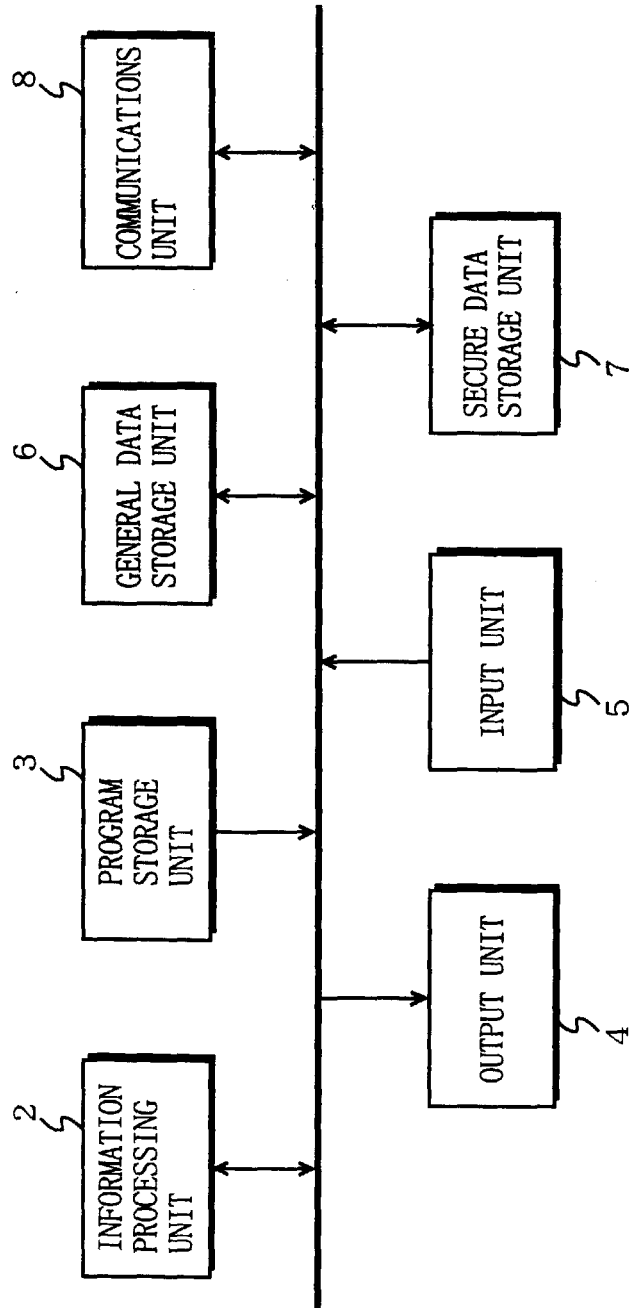 2
INFORMATION
PROCESSING
UNIT
3
PROGRAM
STORAGE
UNIT
6
GENERAL DATA
STORAGE UNIT
8
COMMUNICATIONS
UNIT
OUTPUT UNIT
4
INPUT UNIT
5
SECURE DATA
STORAGE UNIT
7